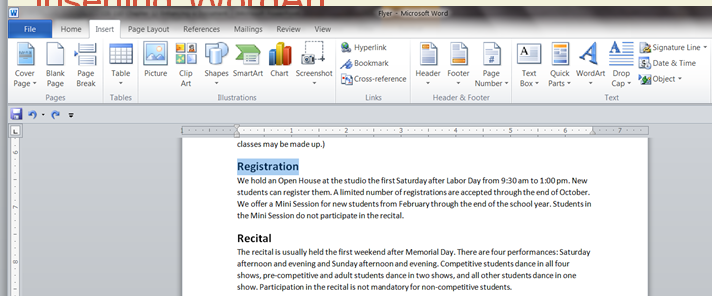 Inserting WordArt
Flyer – Microsoft Word
File Home Insert Page Layout References Mailings Review View
Cover Page Blank Page Page Break Table Picture Clip Art Shapes SmartArt Chart Screenshot Hyperlink Bookmark Cross-reference Header Footer Page Number Text Box Quick Parts WordArt Drop Cap Signature Line Date & Time Object
Pages Tables Illustrations Links Header & Footer Text
1 2 3 4 5 6 7
classes may be made up.)
Registration
We hold an Open House at the studio the first Saturday after Labor Day from 9:30 am to 1:00 pm. New
students can register them. A limited number of registrations are accepted through the end of October.
We offer a Mini Session for new students from February through the end of the school year. Students in
the Mini Session do not participate in the recital.
Recital
The recital is usually held the first weekend after Memorial Day. There are four performances: Saturday
afternoon and evening and Sunday afternoon and evening. Competitive students dance in all four
shows, pre-competitive and adult students dance in two shows, and all other students dance in one
show. Participation in the recital is not mandatory for non-competitive students.